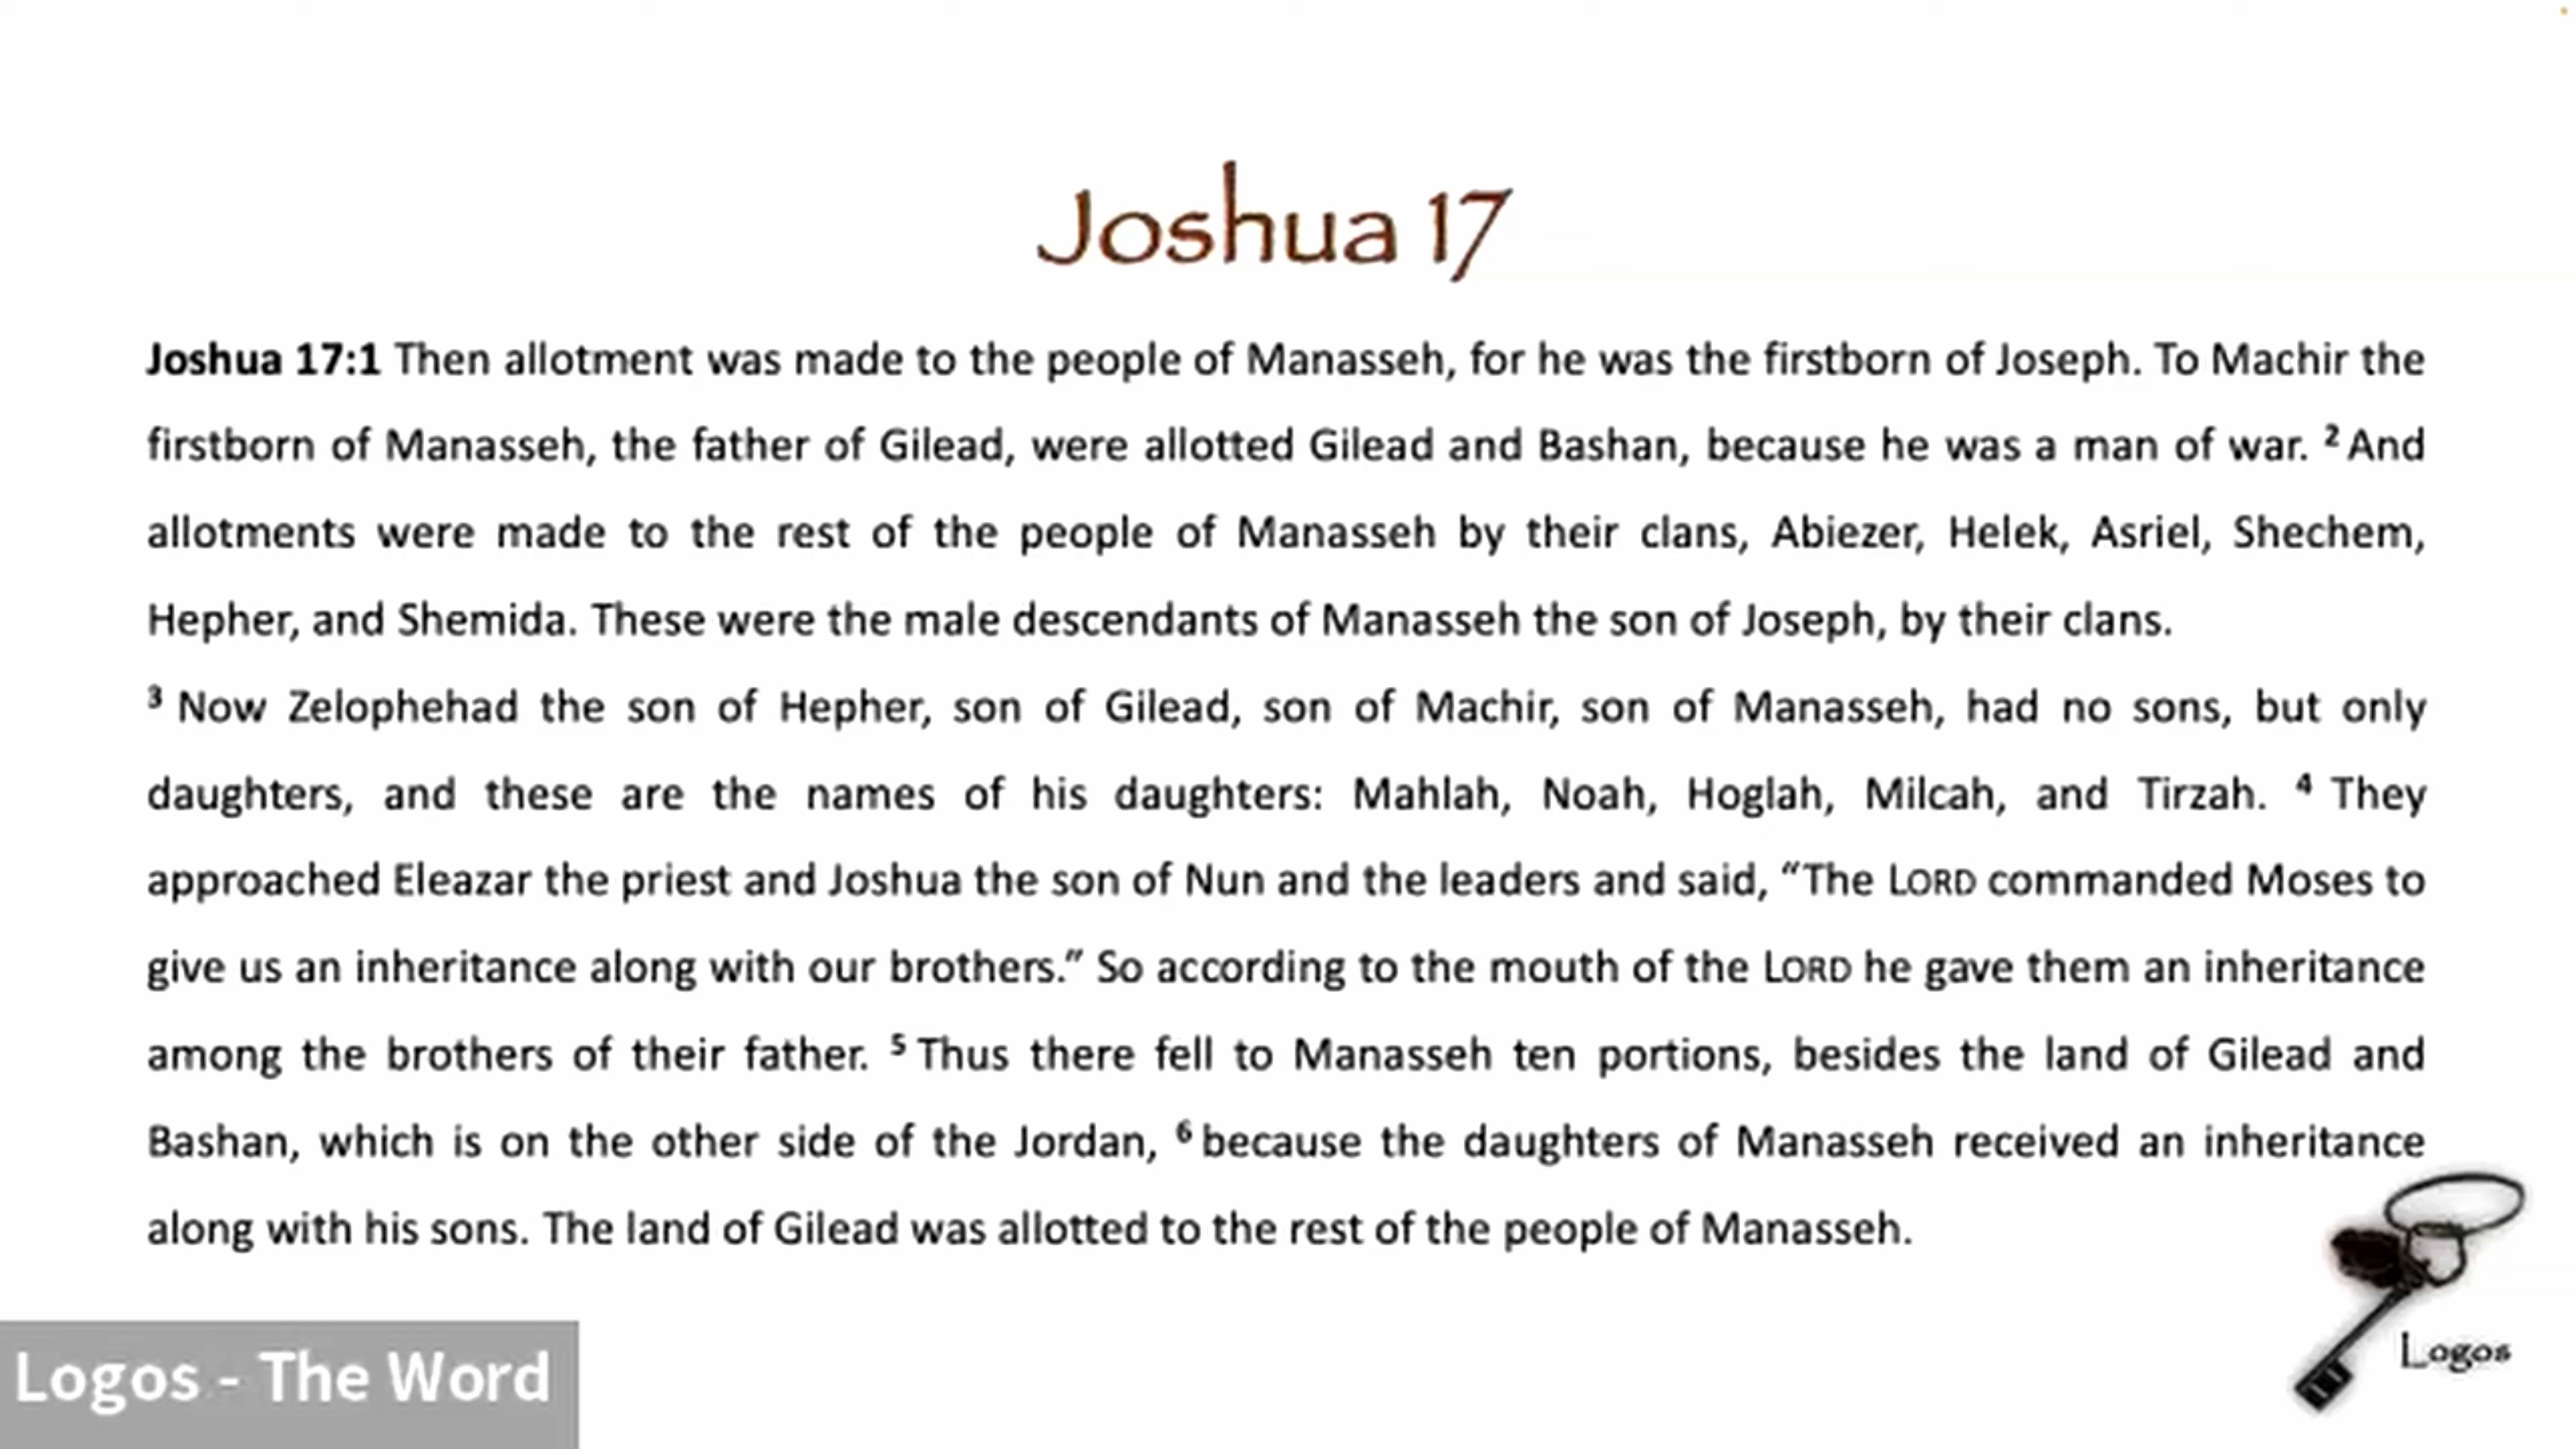 Joshua 17
Joshua 17:1 Then allotment was made to the people of Manasseh, for he was the firstborn of Joseph. To Machir the
firstborn of Manasseh, the father of Gilead, were allotted Gilead and Bashan, because he was a man of war. ² And
allotments were made to the rest of the people of Manasseh by their clans, Abiezer, Helek, Asriel, Shechem,
Hepher, and Shemida. These were the male descendants of Manasseh the son of Joseph, by their clans.
³ Now Zelophehad the son of Hepher, son of Gilead, son of Machir, son of Manasseh, had no sons, but only
daughters, and these are the names of his daughters: Mahlah, Noah, Hoglah, Milcah, and Tirzah. ⁴ They
approached Eleazar the priest and Joshua the son of Nun and the leaders and said, “The LORD commanded Moses to
give us an inheritance along with our brothers.” So according to the mouth of the LORD he gave them an inheritance
among the brothers of their father. ⁵ Thus there fell to Manasseh ten portions, besides the land of Gilead and
Bashan, which is on the other side of the Jordan, ⁶ because the daughters of Manasseh received an inheritance
along with his sons. The land of Gilead was allotted to the rest of the people of Manasseh.
Logos
Logos - The Word